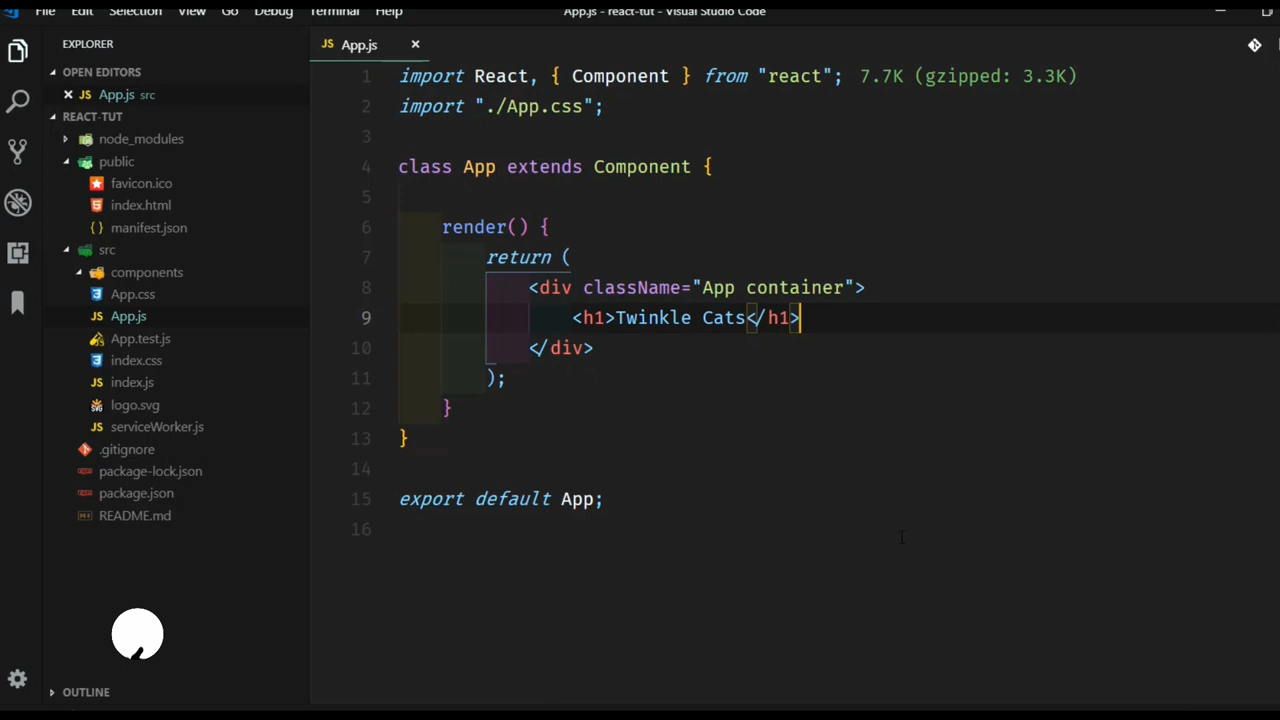 File Edit Selection View Go Debug Terminal Help
App.js - react-tut - Visual Studio Code
EXPLORER
OPEN EDITORS
App.js src
REACT-TUT
node_modules
public
favicon.ico
index.html
manifest.json
src
components
App.css
App.js
App.test.js
index.css
index.js
logo.svg
serviceWorker.js
.gitignore
package-lock.json
package.json
README.md
OUTLINE
JS App.js
1 import React, { Component } from "react"; 7.7K (gzipped: 3.3K)
2 import "./App.css";
3
4 class App extends Component {
5
6 render() {
7 return (
8 <div className="App container">
9 <h1>Twinkle Cats</h1>
10 </div>
11 );
12 }
13 }
14
15 export default App;
16